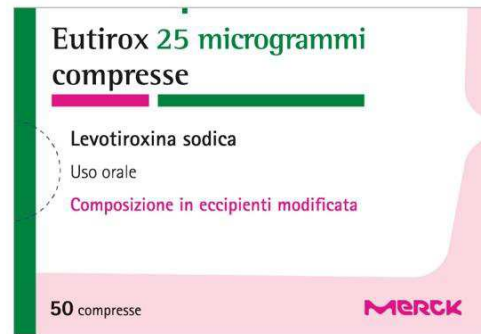 Eutirox 25 microgrammi
compresse
Levotiroxina sodica
Uso orale
Composizione in eccipienti modificata
50 compresse
MERCK